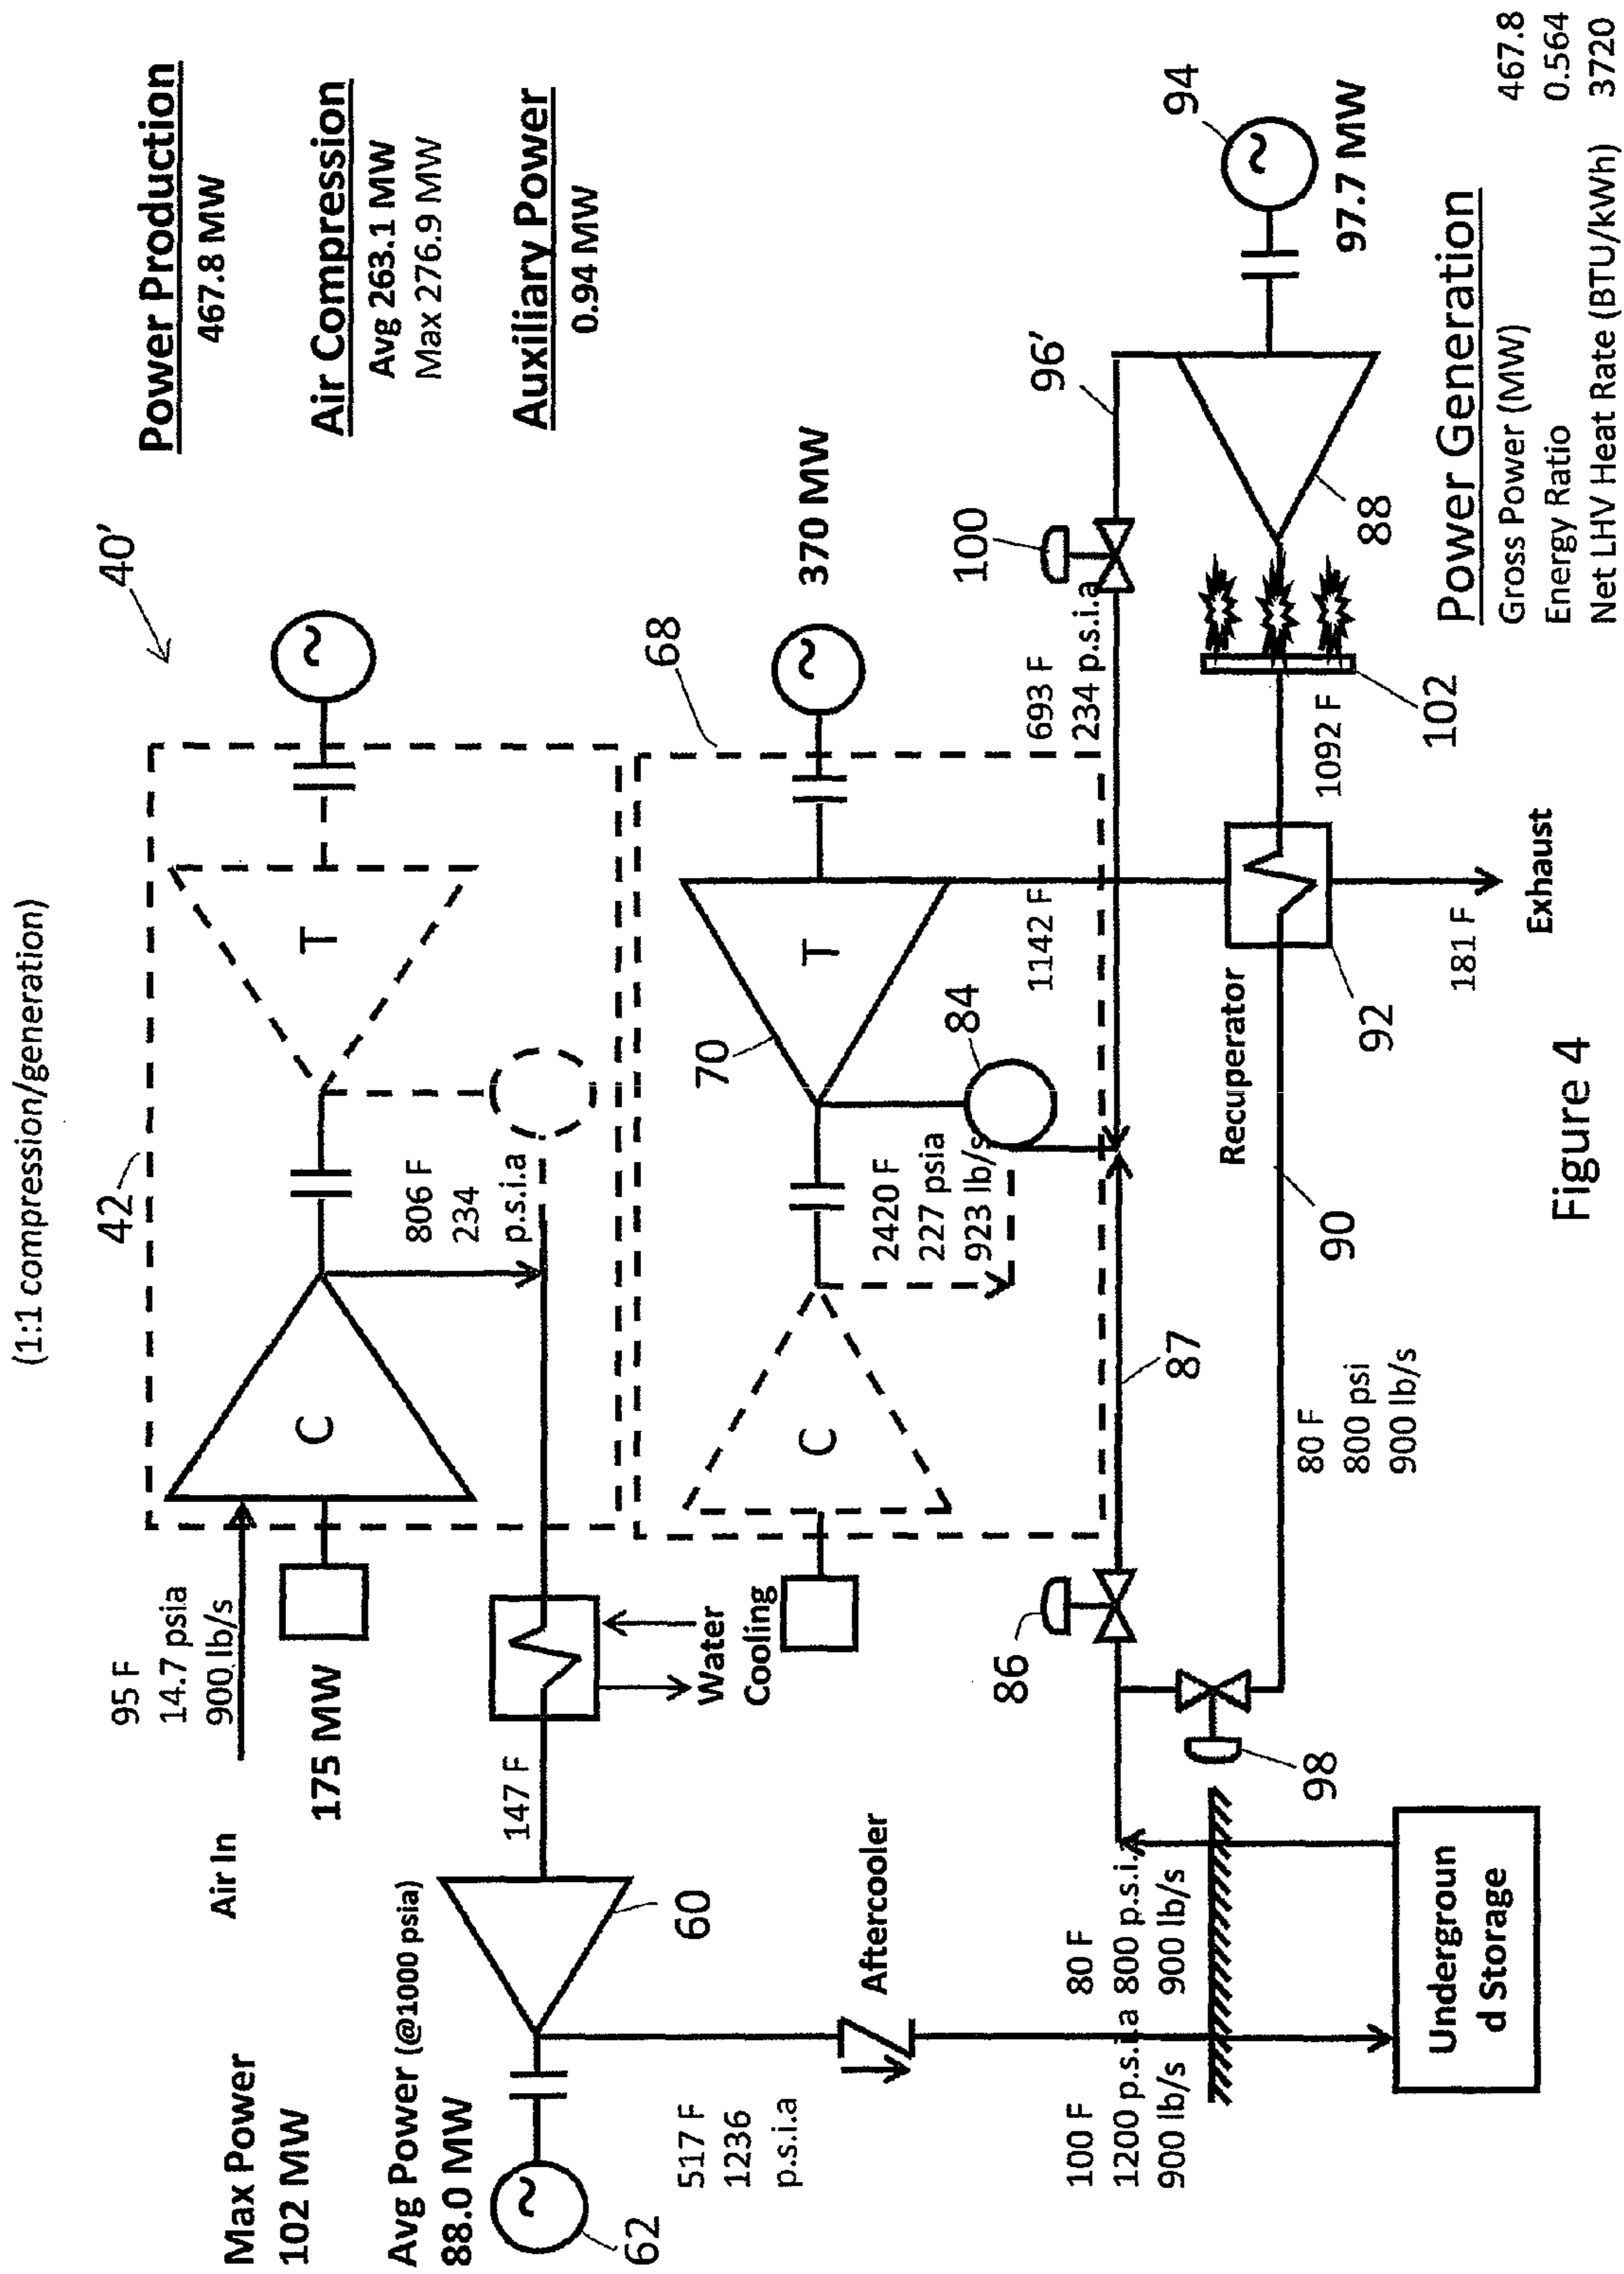 (1:1 compression/generation)
40'
Power Production
467.8 MW
Air Compression
Avg 263.1 MW
Max 276.9 MW
Auxiliary Power
0.94 MW
42
T
C
806 F
234
p.s.i.a
95 F
14.7 psia
900 lb/s
Air In
175 MW
Max Power
102 MW
Avg Power (@1000 psia)
88.0 MW
62
60
147 F
Water
Cooling
517 F
1236
p.s.i.a
Aftercooler
68
370 MW
70
T
C
84
2420 F
227 psia
923 lb/s
1142 F
693 F
234 p.s.i.a
100
96'
94
97.7 MW
88
102
1092 F
Recuperator
92
181 F
Exhaust
90
87
86
98
80 F
800 psi
900 lb/s
80 F
800 p.s.i.
900 lb/s
100 F
1200 p.s.i.a
900 lb/s
Undergroun
d Storage
Power Generation
Gross Power (MW) 467.8
Energy Ratio 0.564
Net LHV Heat Rate (BTU/kWh) 3720
Figure 4